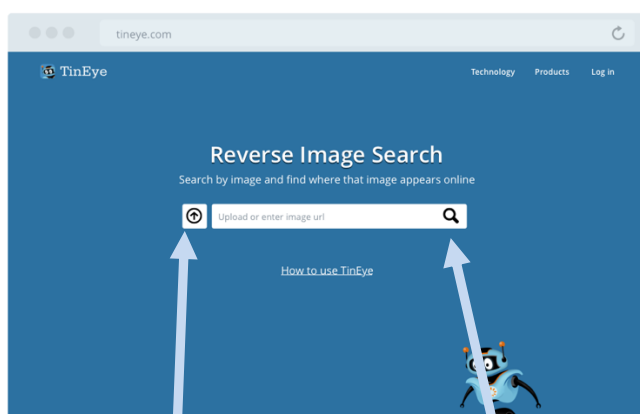 tineye.com
TinEye
Technology Products Log in
Reverse Image Search
Search by image and find where that image appears online
Upload or enter image url
How to use TinEye